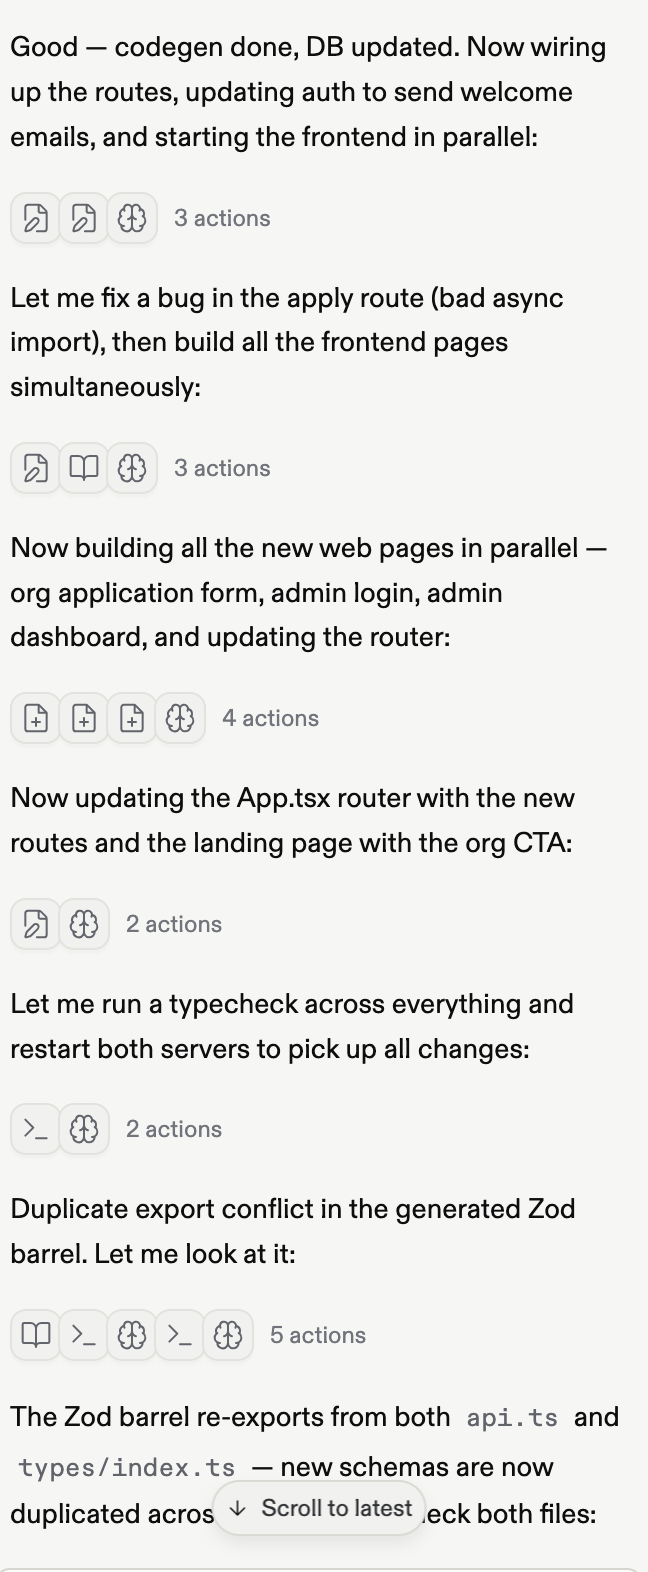 Good — codegen done, DB updated. Now wiring
up the routes, updating auth to send welcome
emails, and starting the frontend in parallel:
3 actions
Let me fix a bug in the apply route (bad async
import), then build all the frontend pages
simultaneously:
3 actions
Now building all the new web pages in parallel —
org application form, admin login, admin
dashboard, and updating the router:
4 actions
Now updating the App.tsx router with the new
routes and the landing page with the org CTA:
2 actions
Let me run a typecheck across everything and
restart both servers to pick up all changes:
2 actions
Duplicate export conflict in the generated Zod
barrel. Let me look at it:
5 actions
The Zod barrel re-exports from both api.ts and
types/index.ts — new schemas are now
duplicated both files:
Scroll to latest